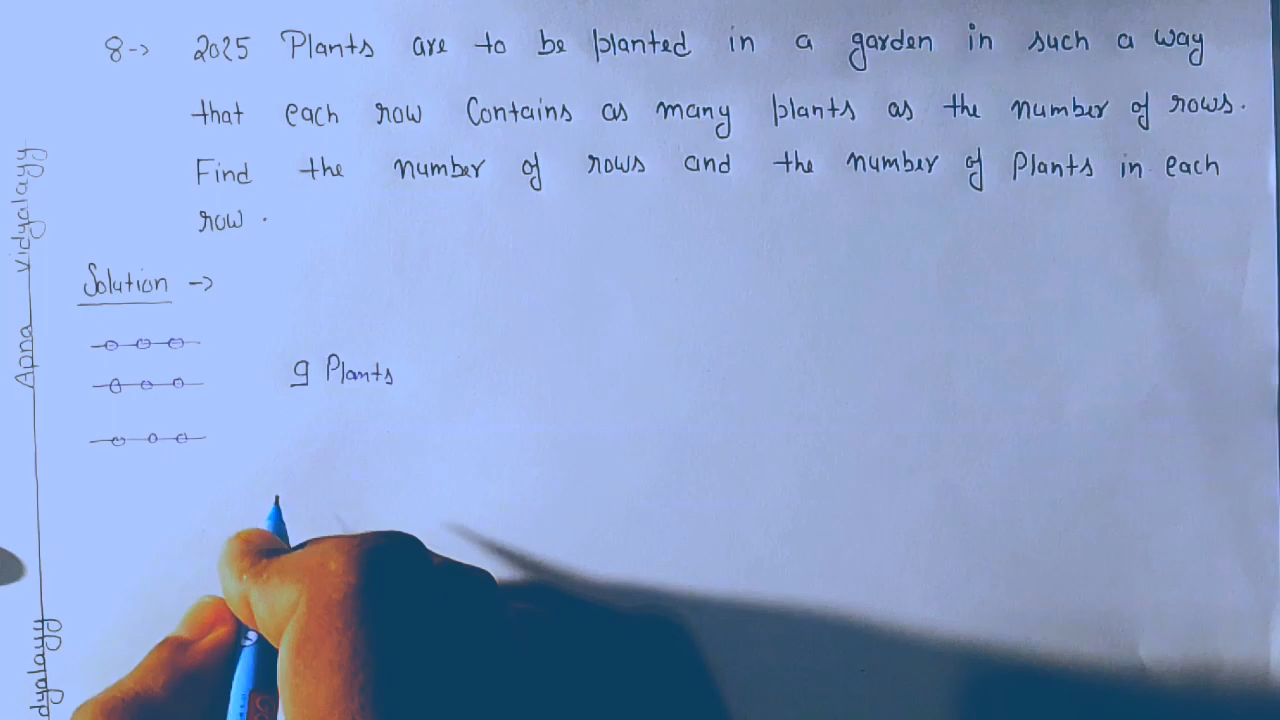 8-> 2025 Plants are to be planted in a garden in such a way
that each row Contains as many plants as the number of rows.
Find the number of rows and the number of Plants in each
row.
Solution ->
9 Plants
Apna Vidyalayy
dyalayy